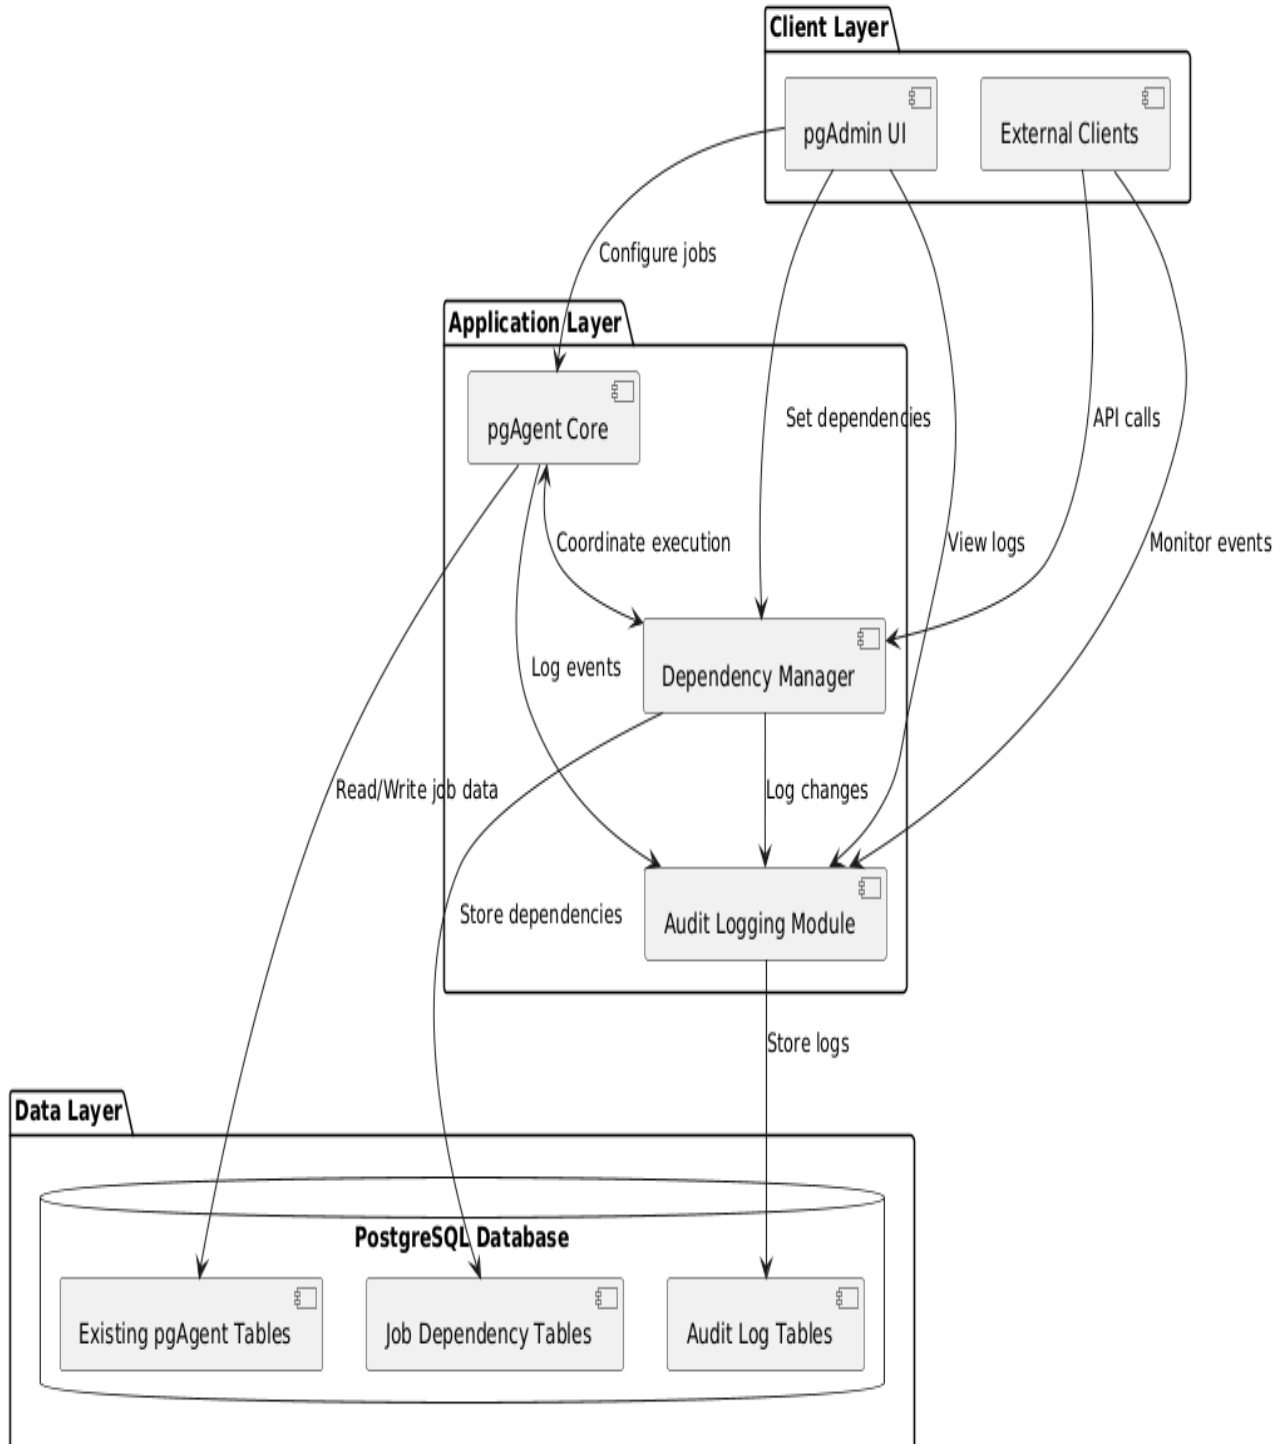 Client Layer
pgAdmin UI
External Clients
Configure jobs
Application Layer
pgAgent Core
Set dependencies
API calls
Coordinate execution
View logs
Monitor events
Log events
Dependency Manager
Read/Write job data
Log changes
Store dependencies
Audit Logging Module
Store logs
Data Layer
PostgreSQL Database
Existing pgAgent Tables
Job Dependency Tables
Audit Log Tables